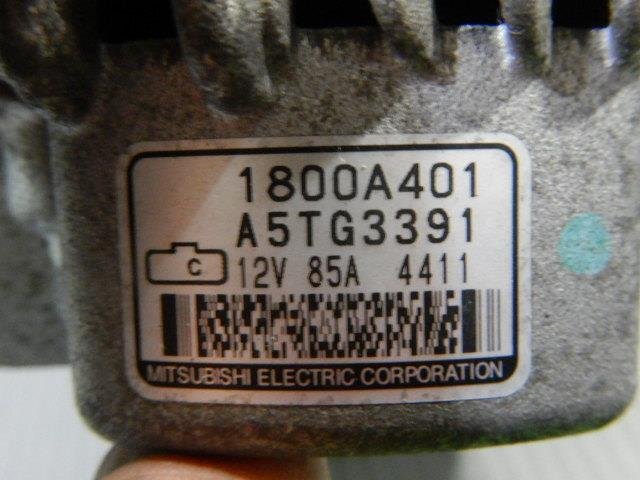 1800A401
A5TG3391
C 12V 85A 4411
MITSUBISHI ELECTRIC CORPORATION